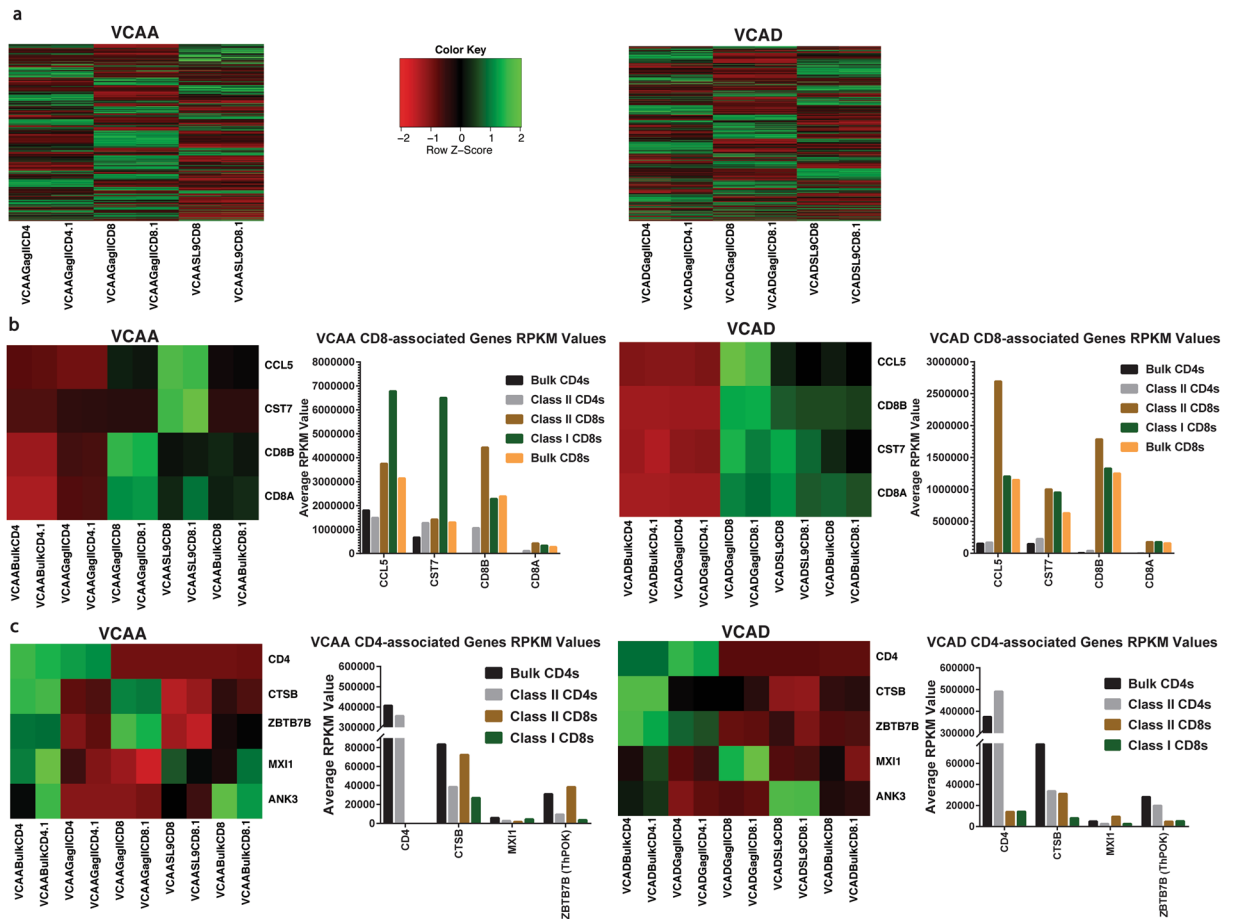 a
VCAA
VCAD
Color Key
−2 −1 0 1 2
Row Z−Score
VCAAGagIICD4
VCAAGagIICD4.1
VCAAGagIICD8
VCAAGagIICD8.1
VCAASL9CD8
VCAASL9CD8.1
VCADGagIICD4
VCADGagIICD4.1
VCADGagIICD8
VCADGagIICD8.1
VCADSL9CD8
VCADSL9CD8.1
b
VCAA
CCL5
CST7
CD8B
CD8A
VCAABulkCD4
VCAABulkCD4.1
VCAAGagIICD4
VCAAGagIICD4.1
VCAAGagIICD8
VCAAGagIICD8.1
VCAASL9CD8
VCAASL9CD8.1
VCAABulkCD8
VCAABulkCD8.1
VCAA CD8-associated Genes RPKM Values
Average RPKM Value
8000000
7000000
6000000
5000000
4000000
3000000
2000000
1000000
0
Bulk CD4s
Class II CD4s
Class II CD8s
Class I CD8s
Bulk CD8s
CCL5
CST7
CD8B
CD8A
VCAD
CCL5
CD8B
CST7
CD8A
VCADBulkCD4
VCADBulkCD4.1
VCADGagIICD4
VCADGagIICD4.1
VCADGagIICD8
VCADGagIICD8.1
VCADSL9CD8
VCADSL9CD8.1
VCADBulkCD8
VCADBulkCD8.1
VCAD CD8-associated Genes RPKM Values
Average RPKM Value
3000000
2500000
2000000
1500000
1000000
500000
0
Bulk CD4s
Class II CD4s
Class II CD8s
Class I CD8s
Bulk CD8s
CCL5
CST7
CD8B
CD8A
c
VCAA
CD4
CTSB
ZBTB7B
MXI1
ANK3
VCAABulkCD4
VCAABulkCD4.1
VCAAGagIICD4
VCAAGagIICD4.1
VCAAGagIICD8
VCAAGagIICD8.1
VCAASL9CD8
VCAASL9CD8.1
VCAABulkCD8
VCAABulkCD8.1
VCAA CD4-associated Genes RPKM Values
Average RPKM Value
600000
500000
400000
300000
80000
60000
40000
20000
0
Bulk CD4s
Class II CD4s
Class II CD8s
Class I CD8s
CD4
CTSB
MXI1
ZBTB7B (ThPOK)
VCAD
CD4
CTSB
ZBTB7B
MXI1
ANK3
VCADBulkCD4
VCADBulkCD4.1
VCADGagIICD4
VCADGagIICD4.1
VCADGagIICD8
VCADGagIICD8.1
VCADSL9CD8
VCADSL9CD8.1
VCADBulkCD8
VCADBulkCD8.1
VCAD CD4-associated Genes RPKM Values
Average RPKM Value
600000
500000
400000
300000
80000
60000
40000
20000
0
Bulk CD4s
Class II CD4s
Class II CD8s
Class I CD8s
CD4
CTSB
MXI1
ZBTB7B (ThPOK)